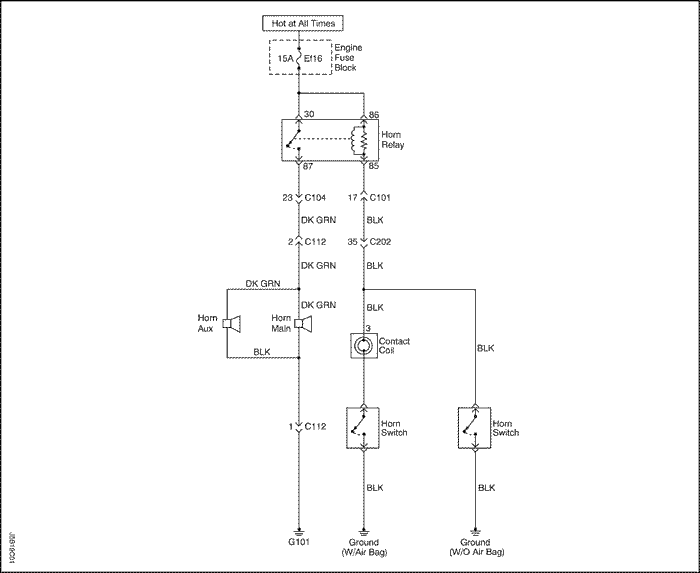 Hot at All Times
15A Ef16
Engine
Fuse
Block
30
86
Horn
Relay
87
85
23 C104
17 C101
DK GRN
BLK
2 C112
35 C202
DK GRN
BLK
DK GRN
DK GRN
BLK
Horn
Aux
Horn
Main
3
Contact
Coil
BLK
BLK
1 C112
Horn
Switch
Horn
Switch
BLK
BLK
G101
Ground
(W/Air Bag)
Ground
(W/O Air Bag)